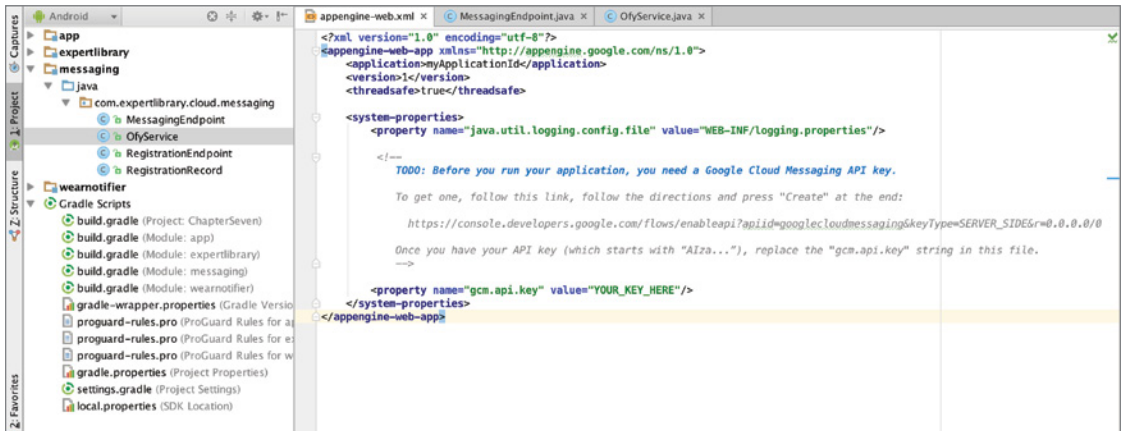 Android
appengine-web.xml × MessagingEndpoint.java × OfyService.java ×
Captures
1: Project
Z: Structure
2: Favorites
app
expertlibrary
messaging
java
com.expertlibrary.cloud.messaging
MessagingEndpoint
OfyService
RegistrationEndpoint
RegistrationRecord
wearnotifier
Gradle Scripts
build.gradle (Project: ChapterSeven)
build.gradle (Module: app)
build.gradle (Module: expertlibrary)
build.gradle (Module: messaging)
build.gradle (Module: wearnotifier)
gradle-wrapper.properties (Gradle Versio
proguard-rules.pro (ProGuard Rules for a
proguard-rules.pro (ProGuard Rules for e
proguard-rules.pro (ProGuard Rules for w
gradle.properties (Project Properties)
settings.gradle (Project Settings)
local.properties (SDK Location)
<?xml version="1.0" encoding="utf-8"?>
<appengine-web-app xmlns="http://appengine.google.com/ns/1.0">
<application>myApplicationId</application>
<version>1</version>
<threadsafe>true</threadsafe>
<system-properties>
<property name="java.util.logging.config.file" value="WEB-INF/logging.properties"/>
<!--
TODO: Before you run your application, you need a Google Cloud Messaging API key.
To get one, follow this link, follow the directions and press "Create" at the end:
https://console.developers.google.com/flows/enableapi?apiid=googlecloudmessaging&keyType=SERVER_SIDE&r=0.0.0.0/0
Once you have your API key (which starts with "AIza..."), replace the "gcm.api.key" string in this file.
-->
<property name="gcm.api.key" value="YOUR_KEY_HERE"/>
</system-properties>
</appengine-web-app>